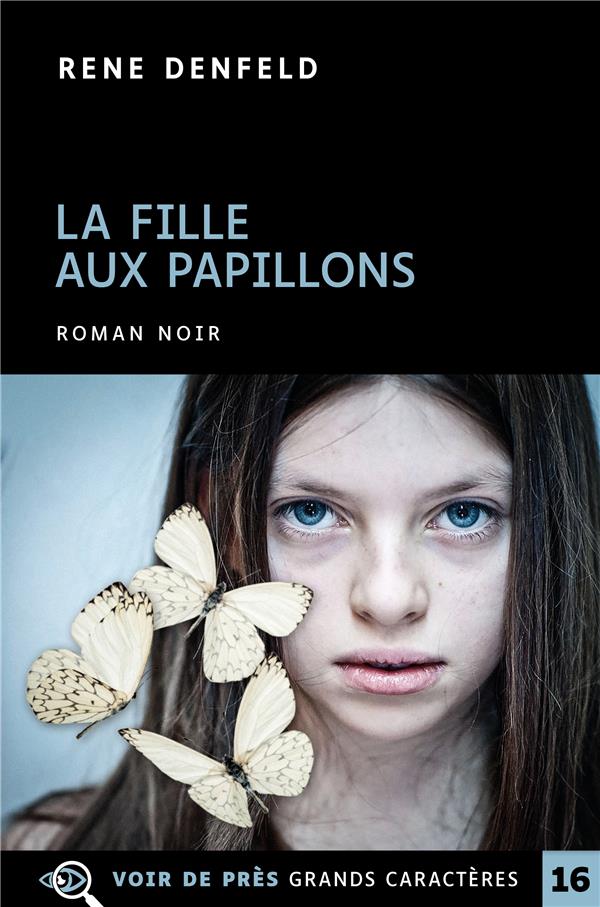 RENE DENFELD
LA FILLE
AUX PAPILLONS
ROMAN NOIR
VOIR DE PRÈS GRANDS CARACTÈRES 16